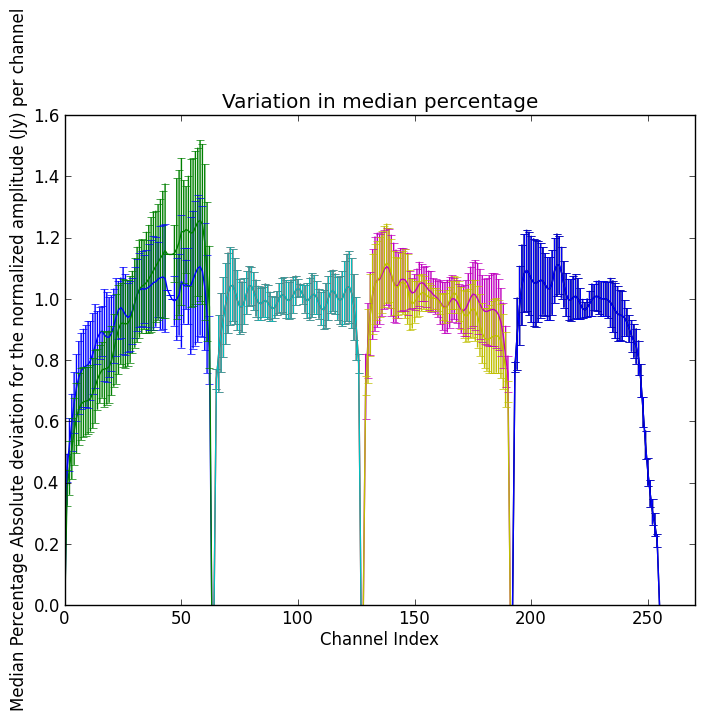 Variation in median percentage
Median Percentage Absolute deviation for the normalized amplitude (Jy) per channel
1.6
1.4
1.2
1.0
0.8
0.6
0.4
0.2
0.0
0 50 100 150 200 250
Channel Index